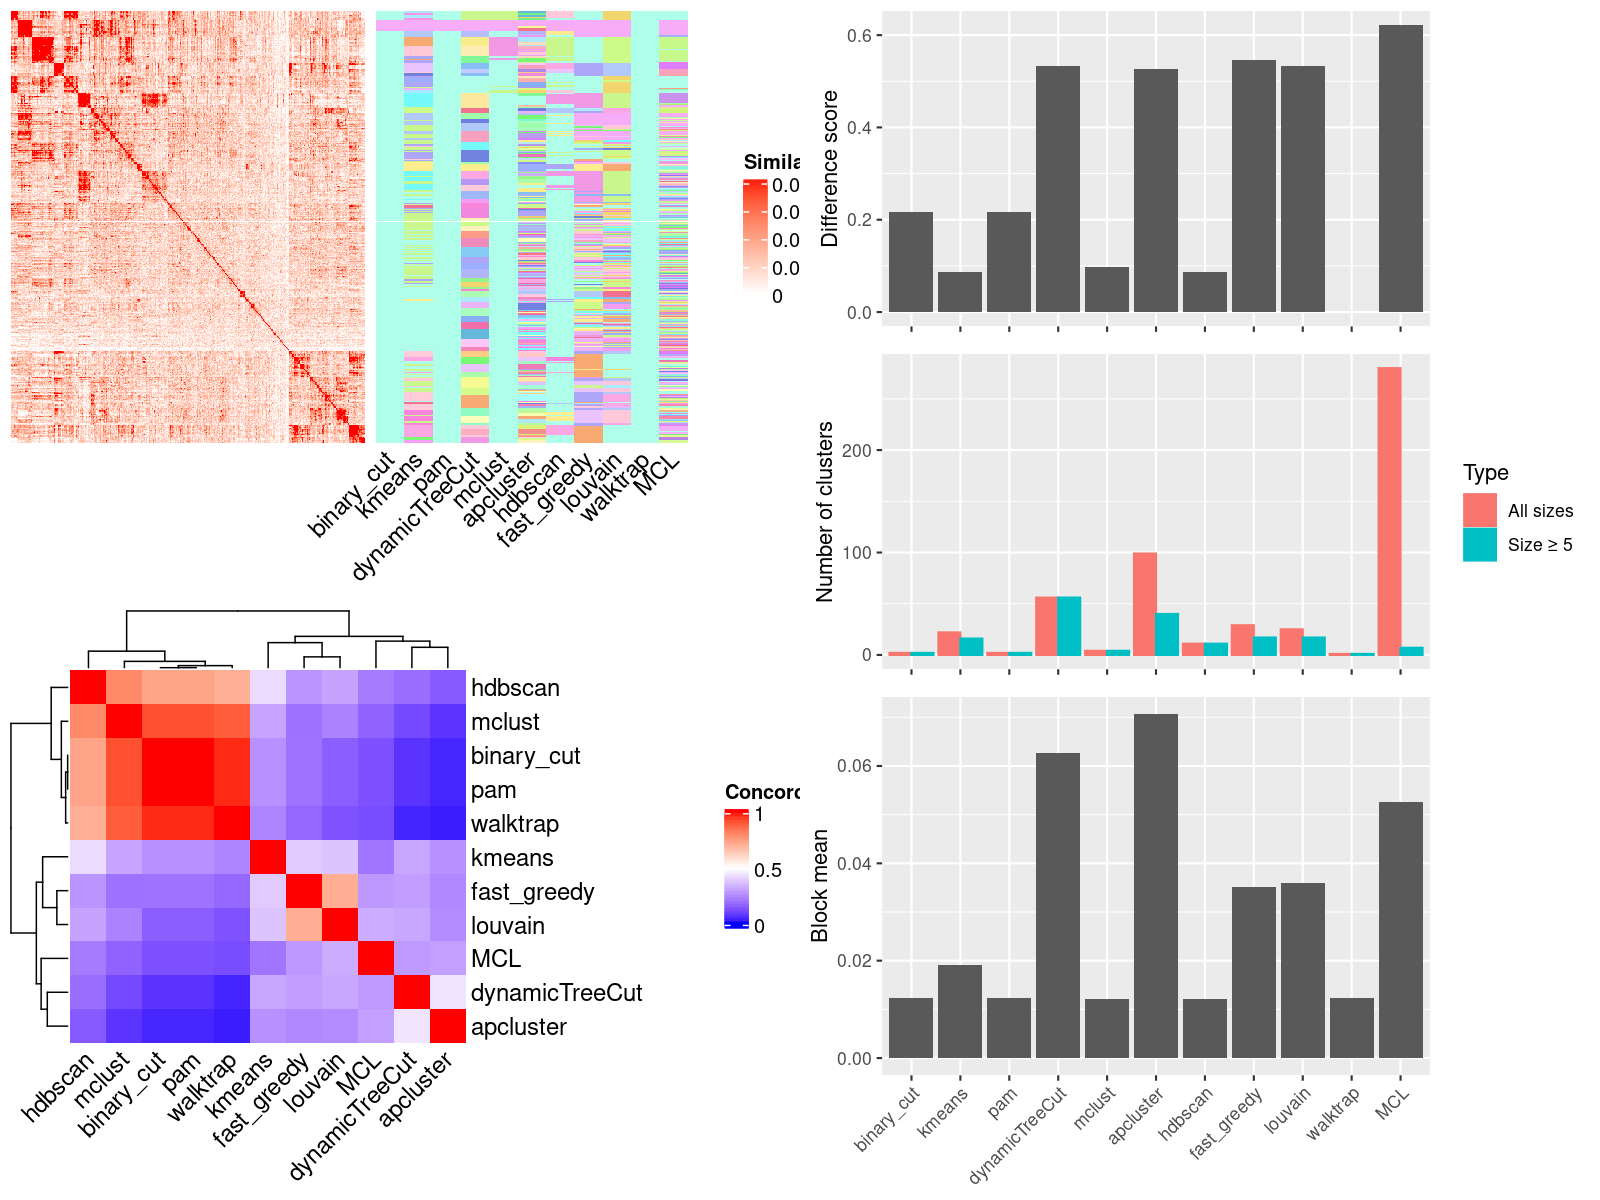 Simila
0.0
0.0
0.0
0.0
0
binary_cut
kmeans
pam
dynamicTreeCut
mclust
apcluster
hdbscan
fast_greedy
louvain
walktrap
MCL
hdbscan
mclust
binary_cut
pam
walktrap
kmeans
fast_greedy
louvain
MCL
dynamicTreeCut
apcluster
hdbscan
mclust
binary_cut
pam
walktrap
kmeans
fast_greedy
louvain
MCL
dynamicTreeCut
apcluster
Concord
1
0.5
0
Difference score
0.6
0.4
0.2
0.0
Number of clusters
200
100
0
Type
All sizes
Size ≥ 5
Block mean
0.06
0.04
0.02
0.00
binary_cut
kmeans
pam
dynamicTreeCut
mclust
apcluster
hdbscan
fast_greedy
louvain
walktrap
MCL